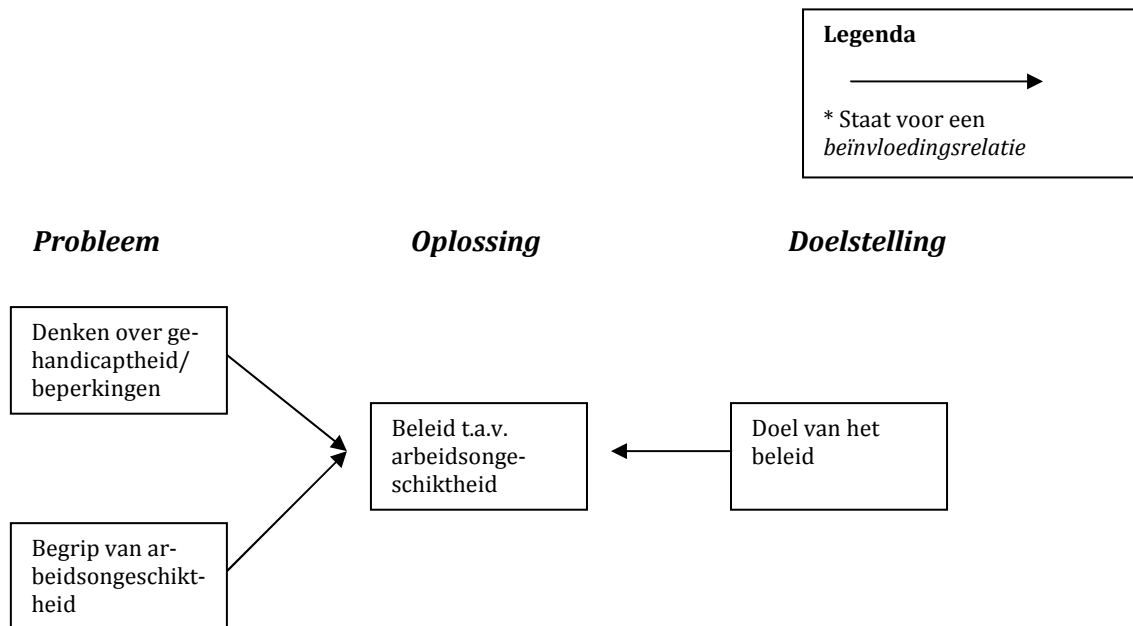 Legenda
* Staat voor een
beïnvloedingsrelatie
Probleem
Oplossing
Doelstelling
Denken over ge-
handicaptheid/
beperkingen
Beleid t.a.v.
arbeidsonge-
schiktheid
Doel van het
beleid
Begrip van ar-
beidsongeschikt-
heid